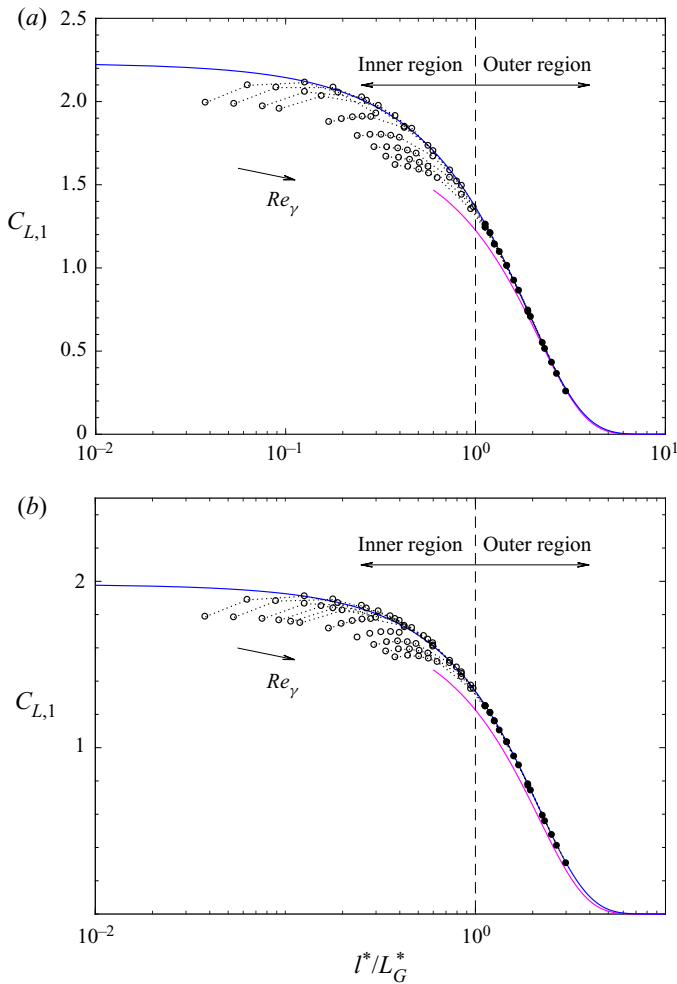 (a)
2.5
2.0
1.5
1.0
0.5
0
C_{L,1}
Inner region
Outer region
Re_γ
10^{−2}
10^{−1}
10^{0}
10^{1}
(b)
2
1
C_{L,1}
Inner region
Outer region
Re_γ
10^{−2}
10^{0}
l^*/L_G^*